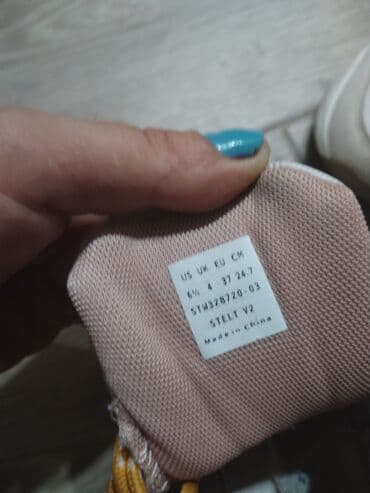 US UK EU CM
6½ 4 37 24.7
STW328720-03
STELT V2
Made in China